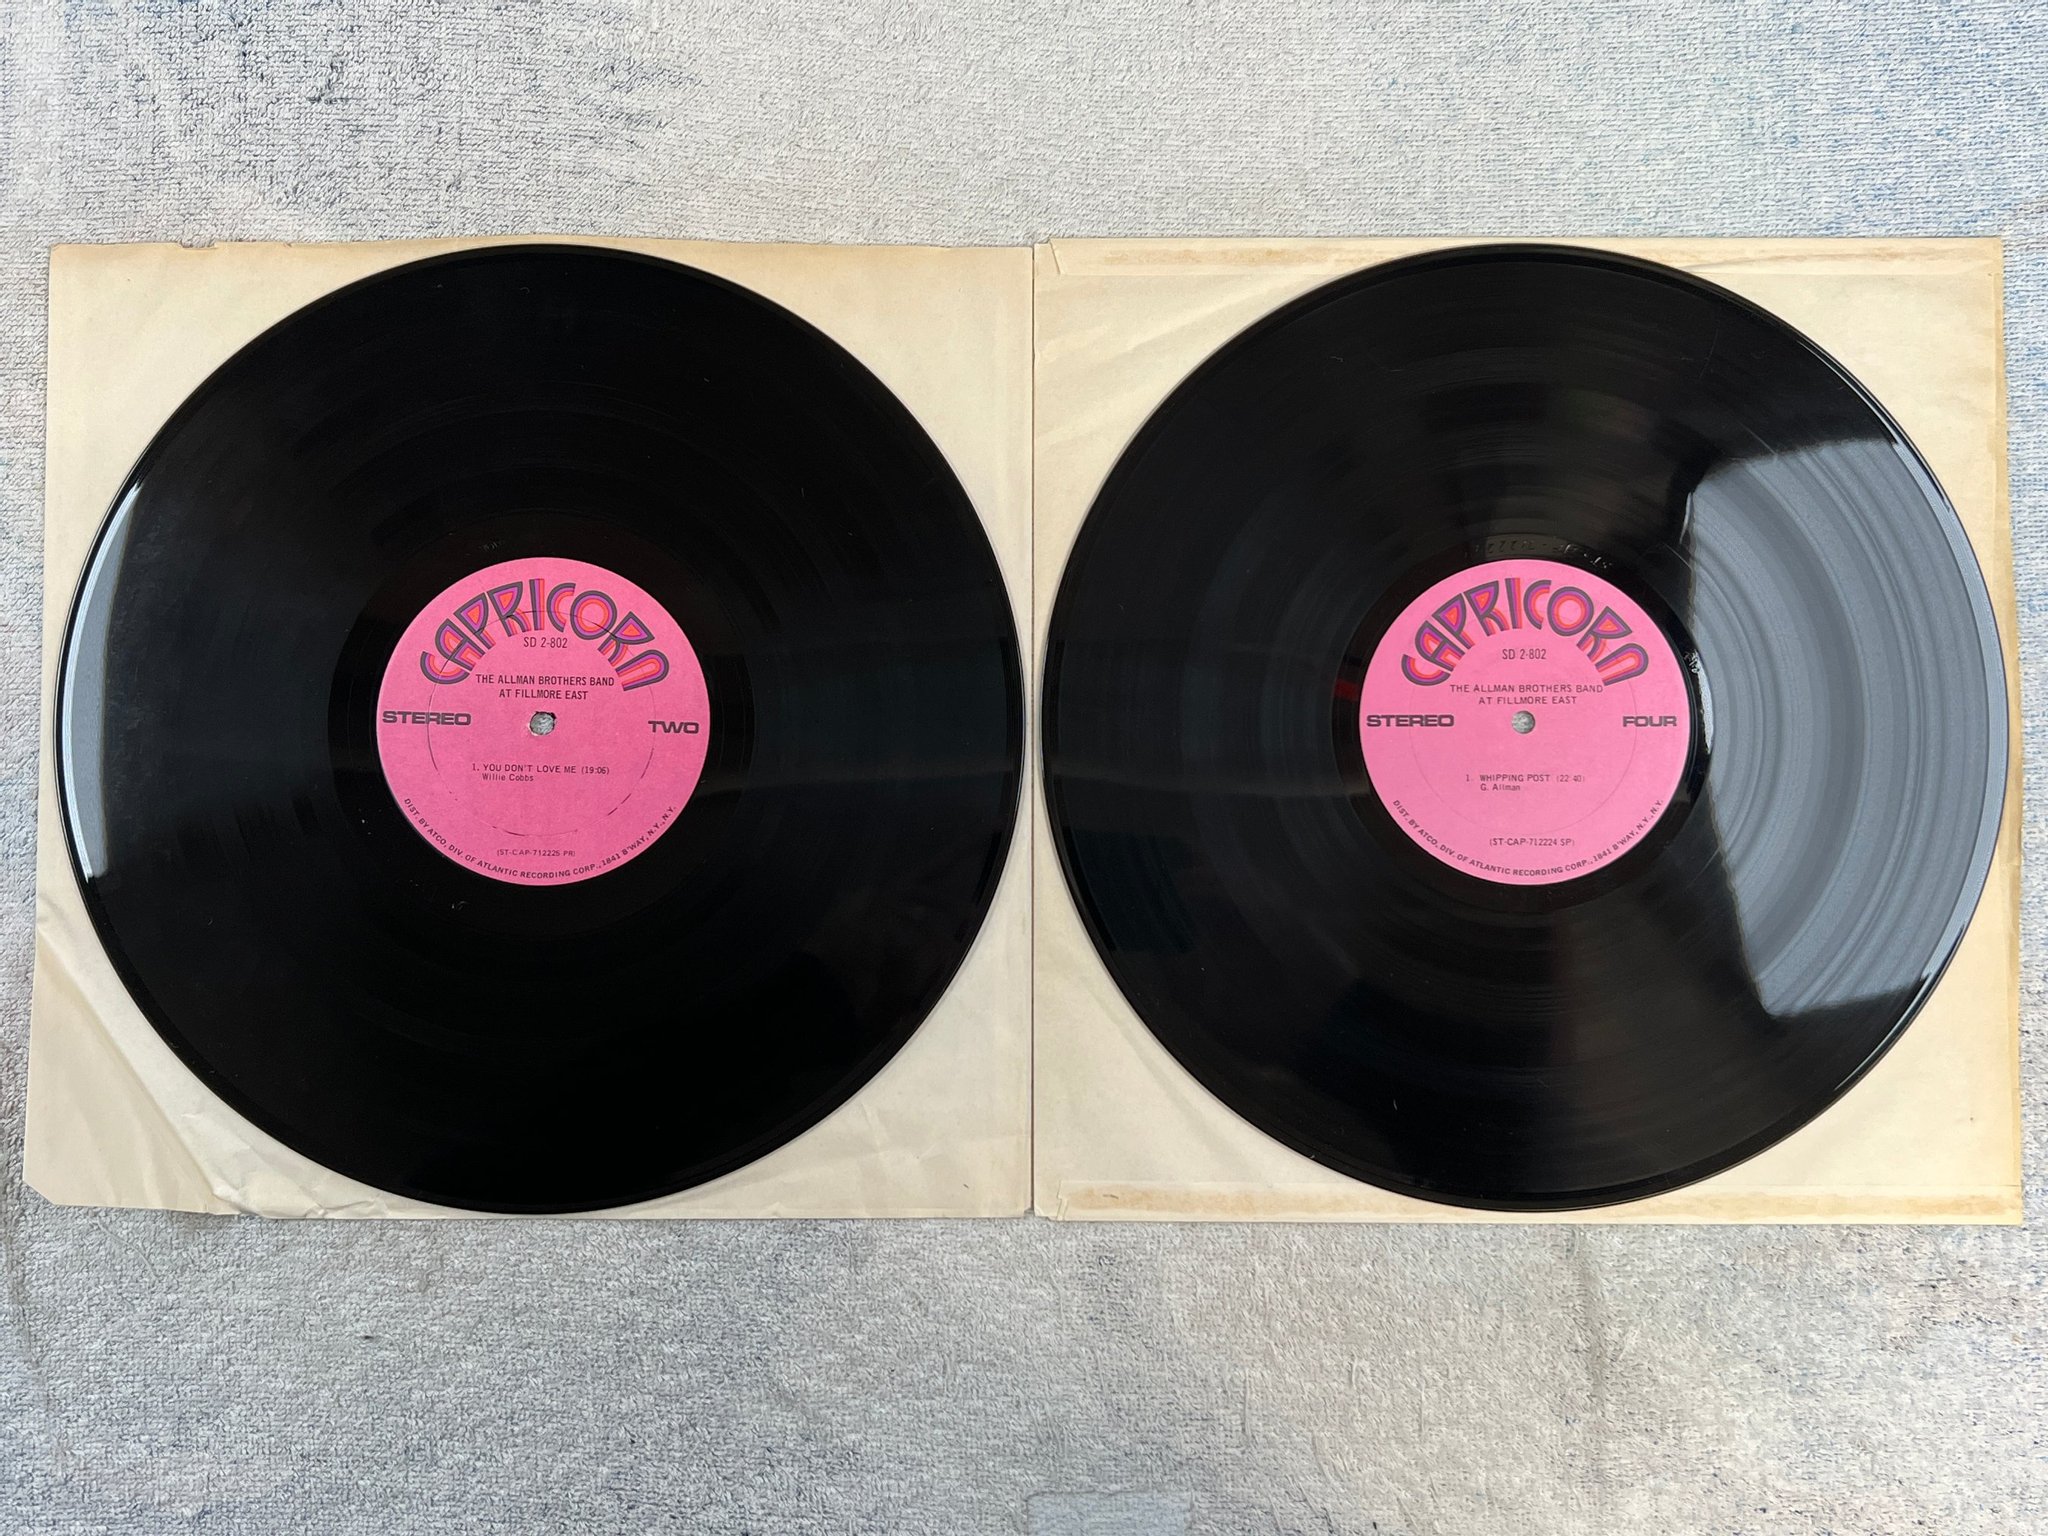 CAPRICORN
SD 2-802
THE ALLMAN BROTHERS BAND
AT FILLMORE EAST
STEREO
TWO
1. YOU DON'T LOVE ME (19:06)
Willie Cobbs
(ST-CAP-712225 PR)
DIST. BY ATCO, DIV. OF ATLANTIC RECORDING CORP., 1841 B'WAY, N.Y., N.Y.
CAPRICORN
SD 2-802
THE ALLMAN BROTHERS BAND
AT FILLMORE EAST
STEREO
FOUR
1. WHIPPING POST (22:40)
G. Allman
(ST-CAP-712224 SP)
DIST. BY ATCO, DIV. OF ATLANTIC RECORDING CORP., 1841 B'WAY, N.Y., N.Y.